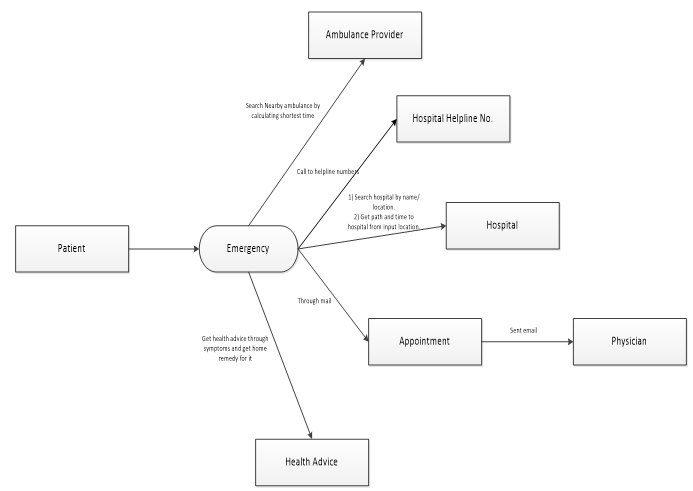 Ambulance Provider
Search Nearby ambulance by
calculating shortest time
Hospital Helpline No.
Call to helpline numbers
1) Search hospital by name/
location.
2) Get path and time to
hospital from input location.
Hospital
Patient
Emergency
Through mail
Get health advice through
symptoms and get home
remedy for it
Appointment
Sent email
Physician
Health Advice